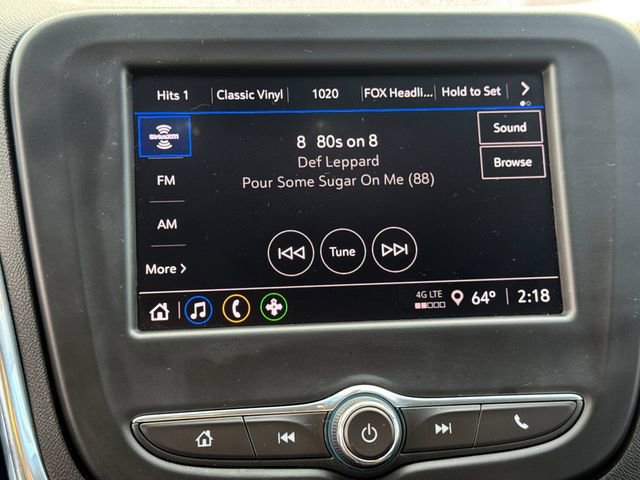 Hits 1 Classic Vinyl 1020 FOX Headli... Hold to Set
SiriusXM
8 80s on 8
Sound
Def Leppard
Browse
FM
Pour Some Sugar On Me (88)
AM
Tune
More
4G LTE
64° 2:18